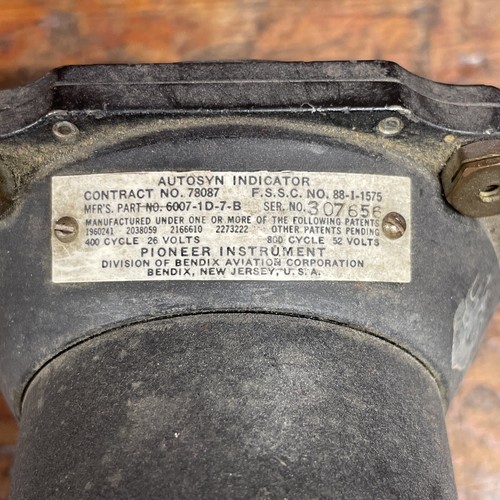 AUTOSYN INDICATOR
CONTRACT NO. 78087 F.S.S.C. NO. 88-I-1575
MFR'S. PART NO. 6007-1D-7-B SER. NO. 307656
MANUFACTURED UNDER ONE OR MORE OF THE FOLLOWING PATENTS
1960241 2038059 2166610 2273222 OTHER PATENTS PENDING
400 CYCLE 26 VOLTS 800 CYCLE 52 VOLTS
PIONEER INSTRUMENT
DIVISION OF BENDIX AVIATION CORPORATION
BENDIX, NEW JERSEY, U.S.A.